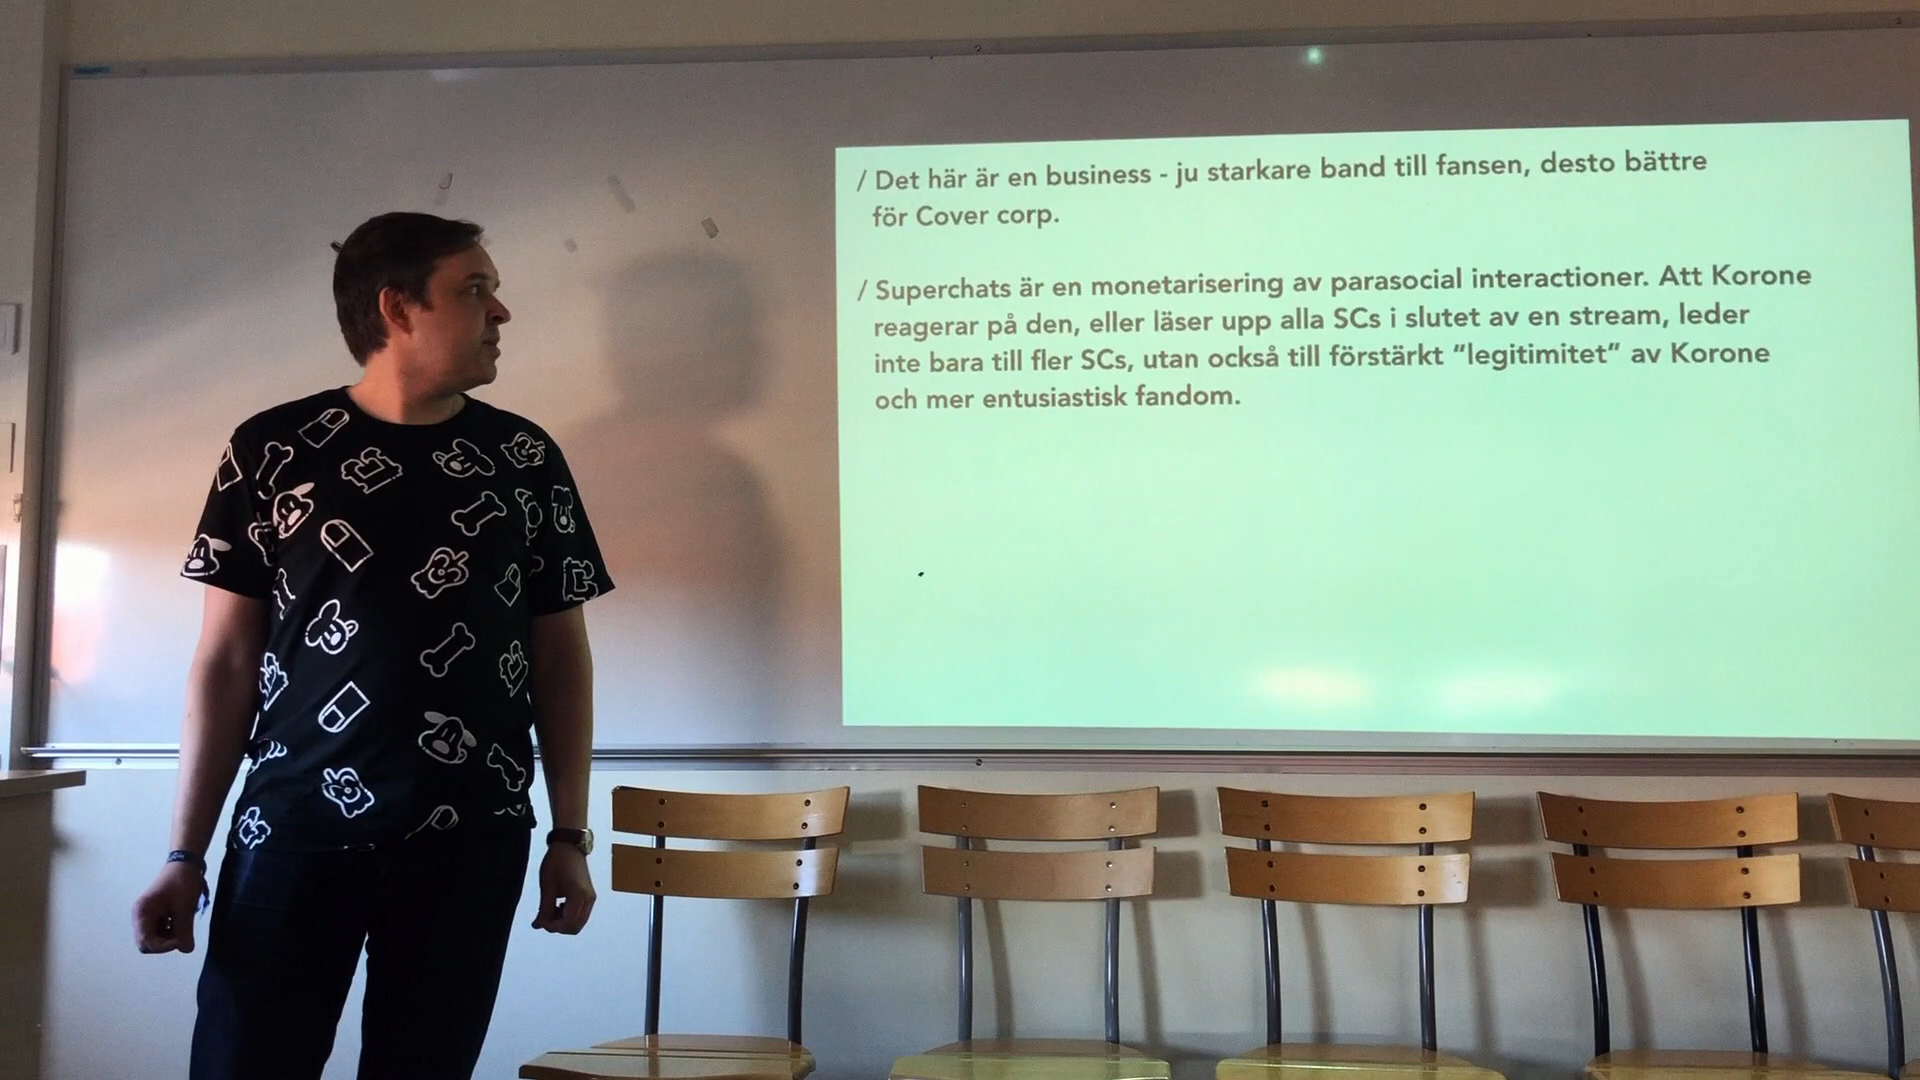 / Det här är en business - ju starkare band till fansen, desto bättre
för Cover corp.
/ Superchats är en monetarisering av parasocial interactioner. Att Korone
reagerar på den, eller läser upp alla SCs i slutet av en stream, leder
inte bara till fler SCs, utan också till förstärkt ”legitimitet” av Korone
och mer entusiastisk fandom.